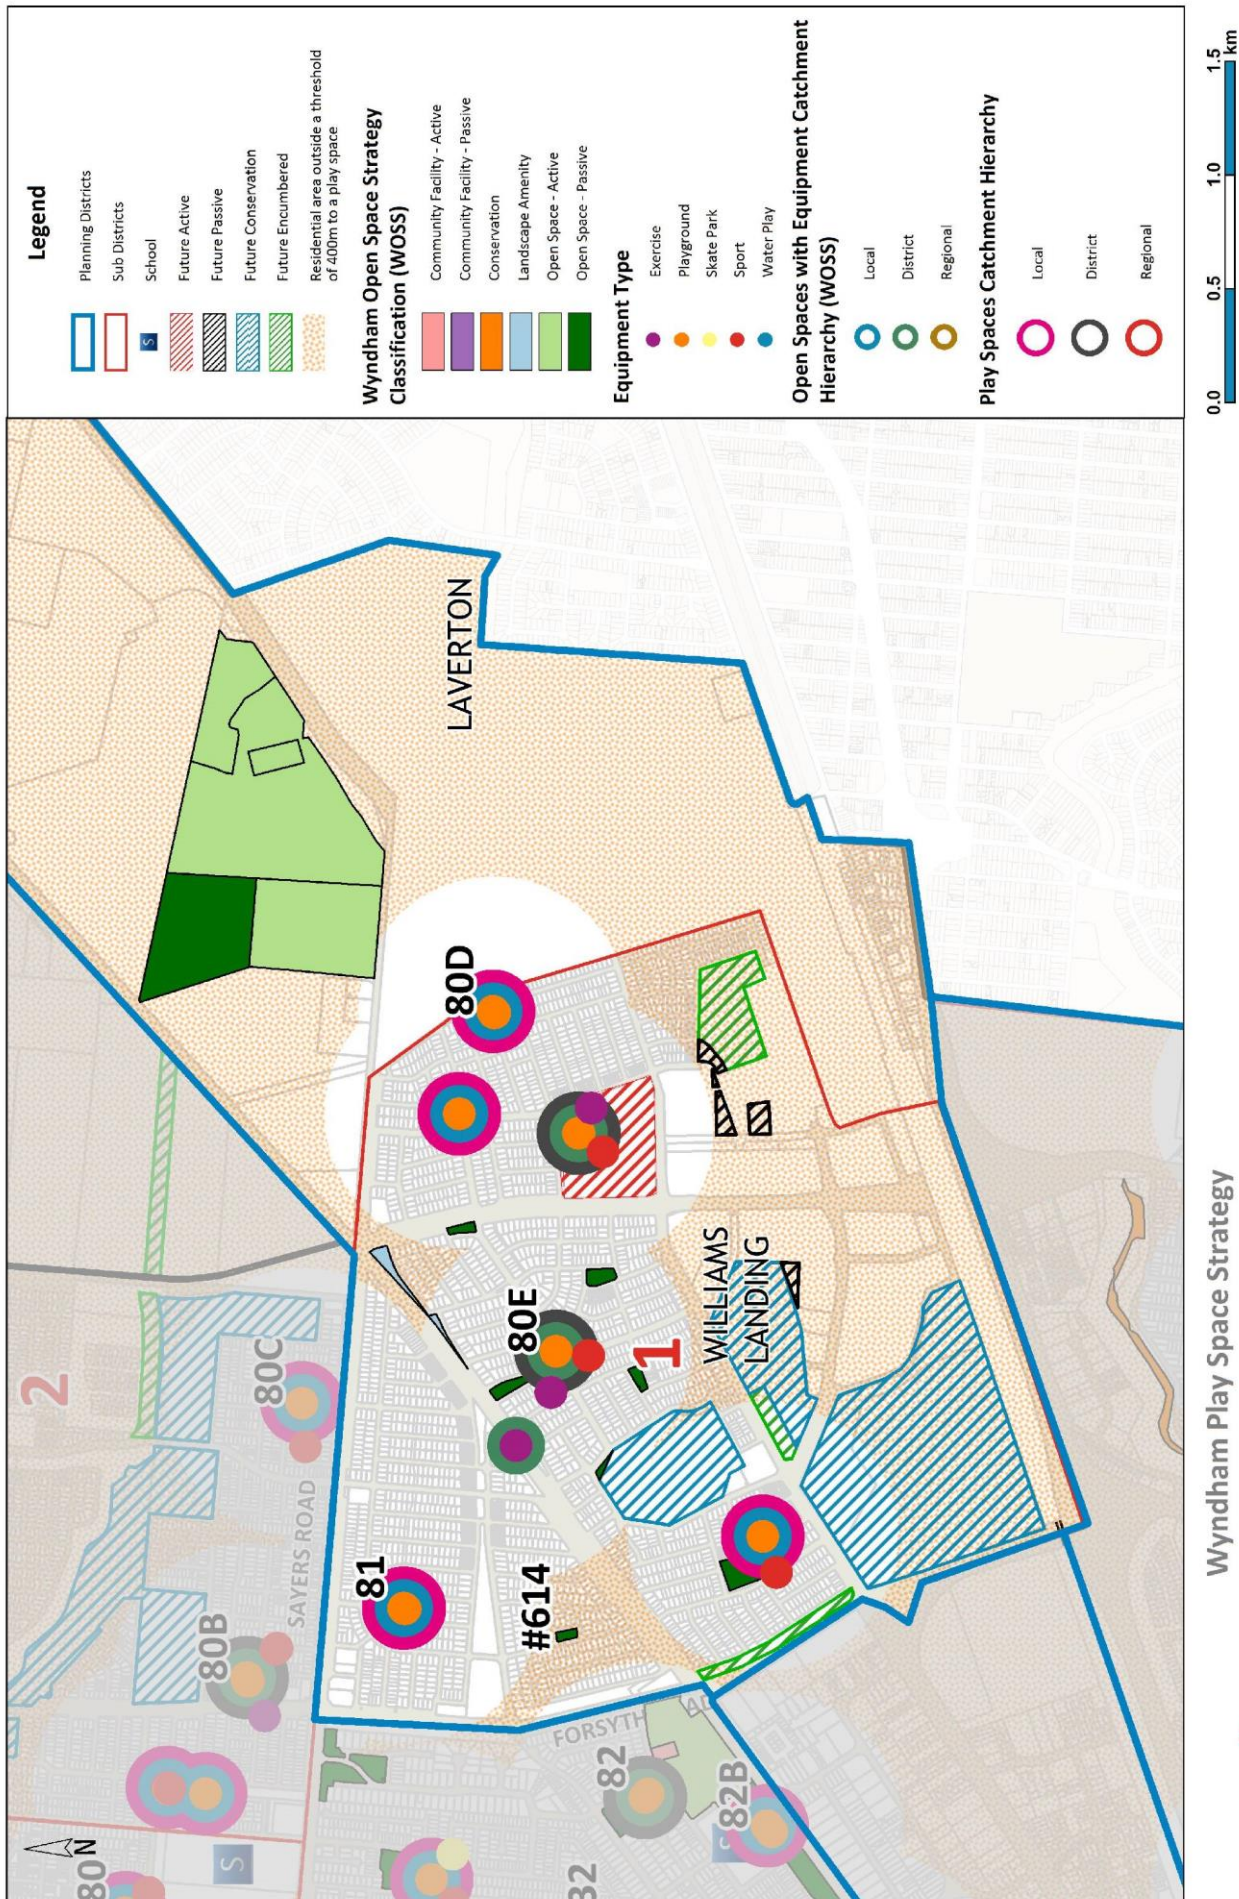 Legend
Planning Districts
Sub Districts
S
School
Future Active
Future Passive
Future Conservation
Future Encumbered
Residential area outside a threshold
of 400m to a play space
Wyndham Open Space Strategy
Classification (WOSS)
Community Facility - Active
Community Facility - Passive
Conservation
Landscape Amenity
Open Space - Active
Open Space - Passive
Equipment Type
Exercise
Playground
Skate Park
Sport
Water Play
Open Spaces with Equipment Catchment
Hierarchy (WOSS)
Local
District
Regional
Play Spaces Catchment Hierarchy
Local
District
Regional
0.0 0.5 1.0 1.5
km
N
2
80C
80B
SAYERS ROAD
80
S
81
#614
80E
80D
1
LAVERTON
WILLIAMS
LANDING
FORSYTH
AD
82
82B
S
32
Wyndham Play Space Strategy